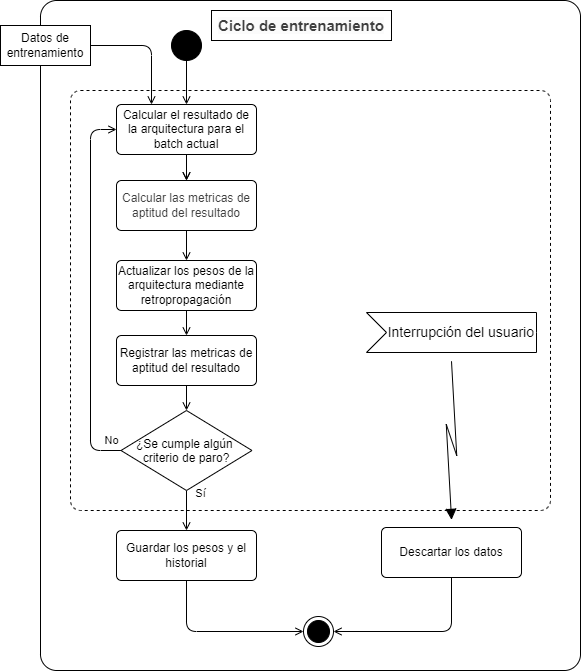 Ciclo de entrenamiento
Datos de
entrenamiento
Calcular el resultado de
la arquitectura para el
batch actual
Calcular las metricas de
aptitud del resultado
Actualizar los pesos de la
arquitectura mediante
retropropagación
Interrupción del usuario
Registrar las metricas de
aptitud del resultado
No
¿Se cumple algún
criterio de paro?
Sí
Guardar los pesos y el
historial
Descartar los datos